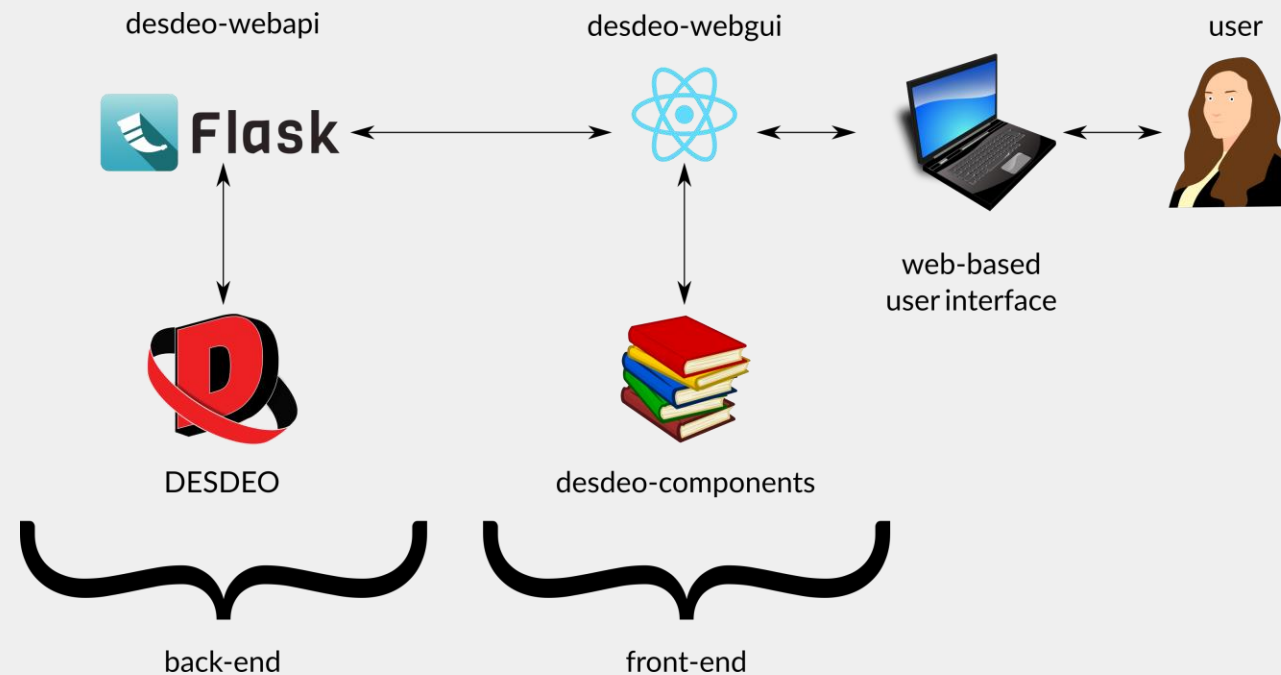 desdeo-webapi
desdeo-webgui
user
Flask
web-based
user interface
D
DESDEO
desdeo-components
back-end
front-end